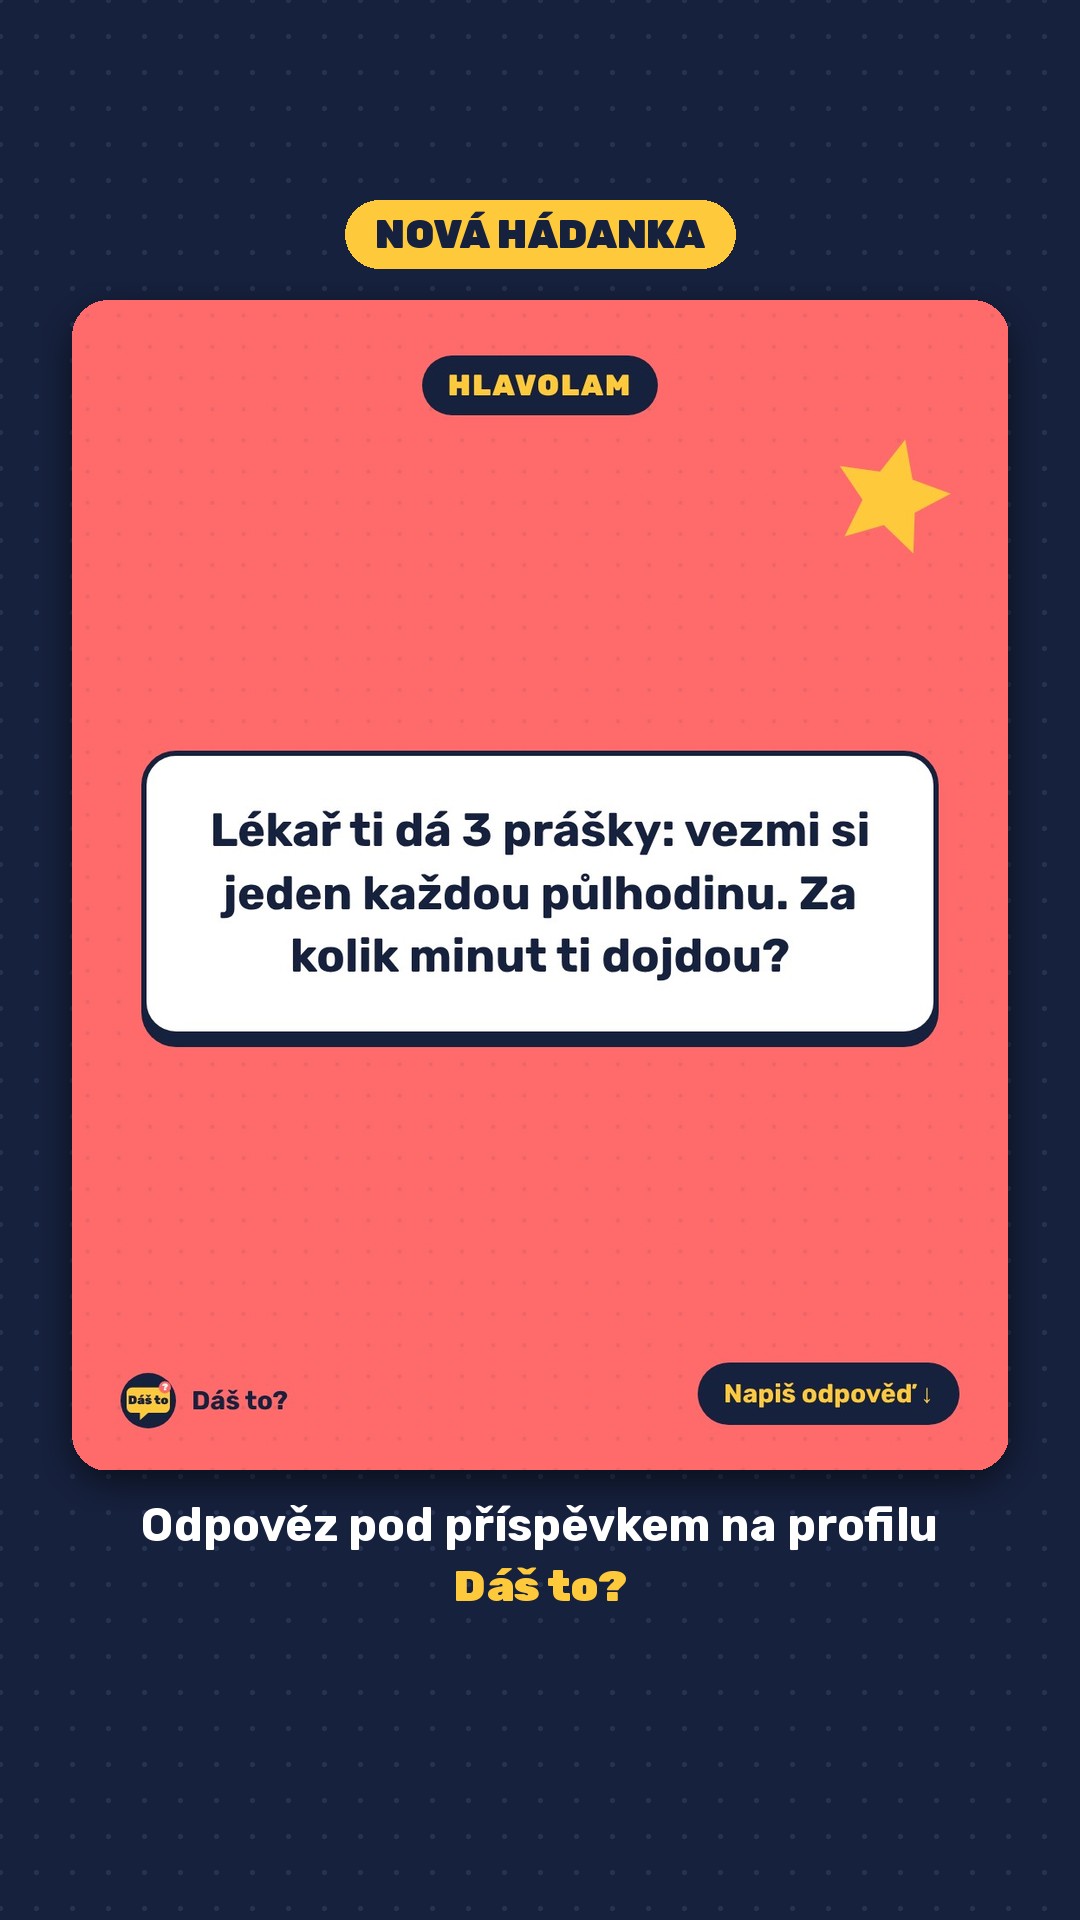 NOVÁ HÁDANKA
HLAVOLAM
Lékař ti dá 3 prášky: vezmi si
jeden každou půlhodinu. Za
kolik minut ti dojdou?
Dáš to ?
Dáš to?
Napiš odpověď ↓
Odpověz pod příspěvkem na profilu
Dáš to?